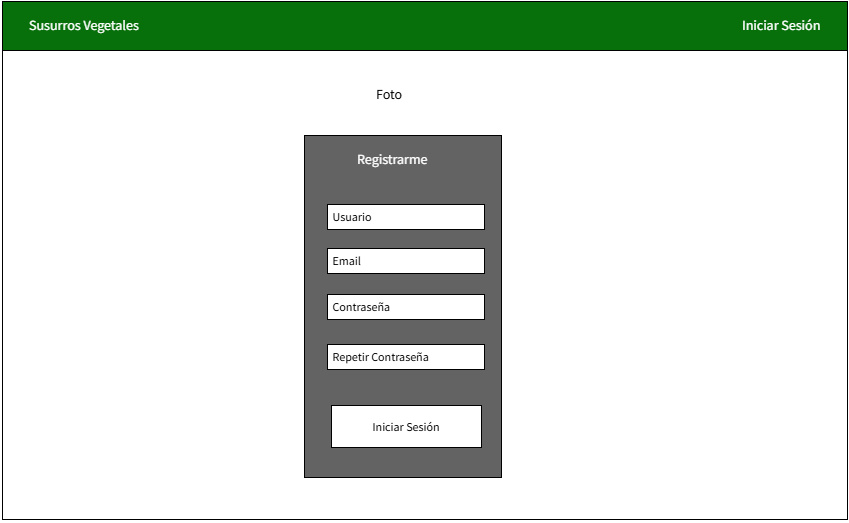 Susurros Vegetales
Iniciar Sesión
Foto
Registrarme
Usuario
Email
Contraseña
Repetir Contraseña
Iniciar Sesión